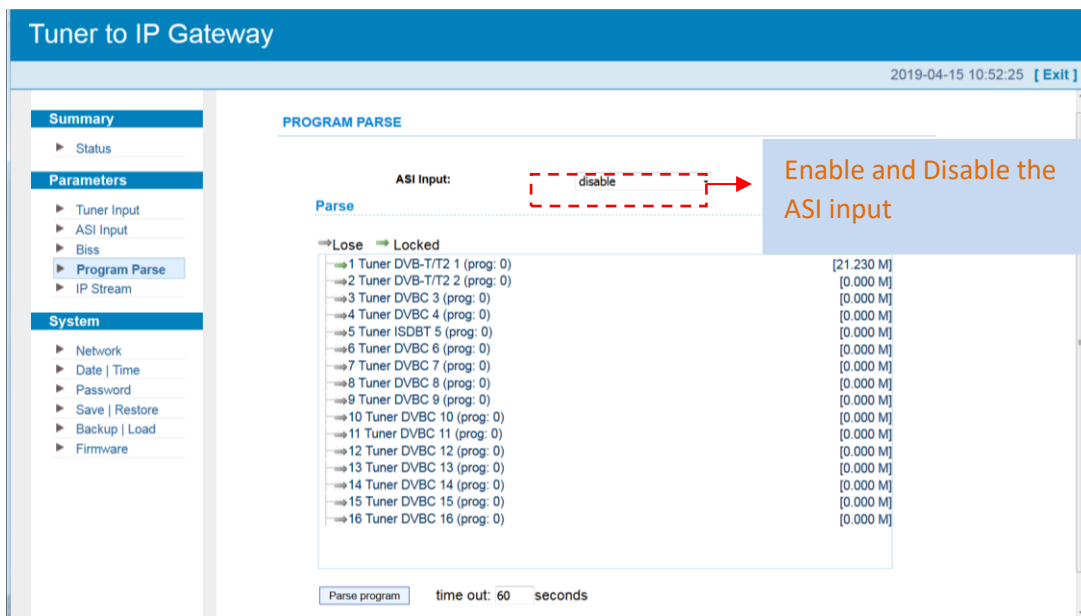 Tuner to IP Gateway
2019-04-15 10:52:25 [ Exit ]
Summary
Status
Parameters
Tuner Input
ASI Input
Biss
Program Parse
IP Stream
System
Network
Date | Time
Password
Save | Restore
Backup | Load
Firmware
PROGRAM PARSE
ASI Input: disable
Enable and Disable the
ASI input
Parse
Lose Locked
1 Tuner DVB-T/T2 1 (prog: 0) [21.230 M]
2 Tuner DVB-T/T2 2 (prog: 0) [0.000 M]
3 Tuner DVBC 3 (prog: 0) [0.000 M]
4 Tuner DVBC 4 (prog: 0) [0.000 M]
5 Tuner ISDBT 5 (prog: 0) [0.000 M]
6 Tuner DVBC 6 (prog: 0) [0.000 M]
7 Tuner DVBC 7 (prog: 0) [0.000 M]
8 Tuner DVBC 8 (prog: 0) [0.000 M]
9 Tuner DVBC 9 (prog: 0) [0.000 M]
10 Tuner DVBC 10 (prog: 0) [0.000 M]
11 Tuner DVBC 11 (prog: 0) [0.000 M]
12 Tuner DVBC 12 (prog: 0) [0.000 M]
13 Tuner DVBC 13 (prog: 0) [0.000 M]
14 Tuner DVBC 14 (prog: 0) [0.000 M]
15 Tuner DVBC 15 (prog: 0) [0.000 M]
16 Tuner DVBC 16 (prog: 0) [0.000 M]
Parse program time out: 60 seconds